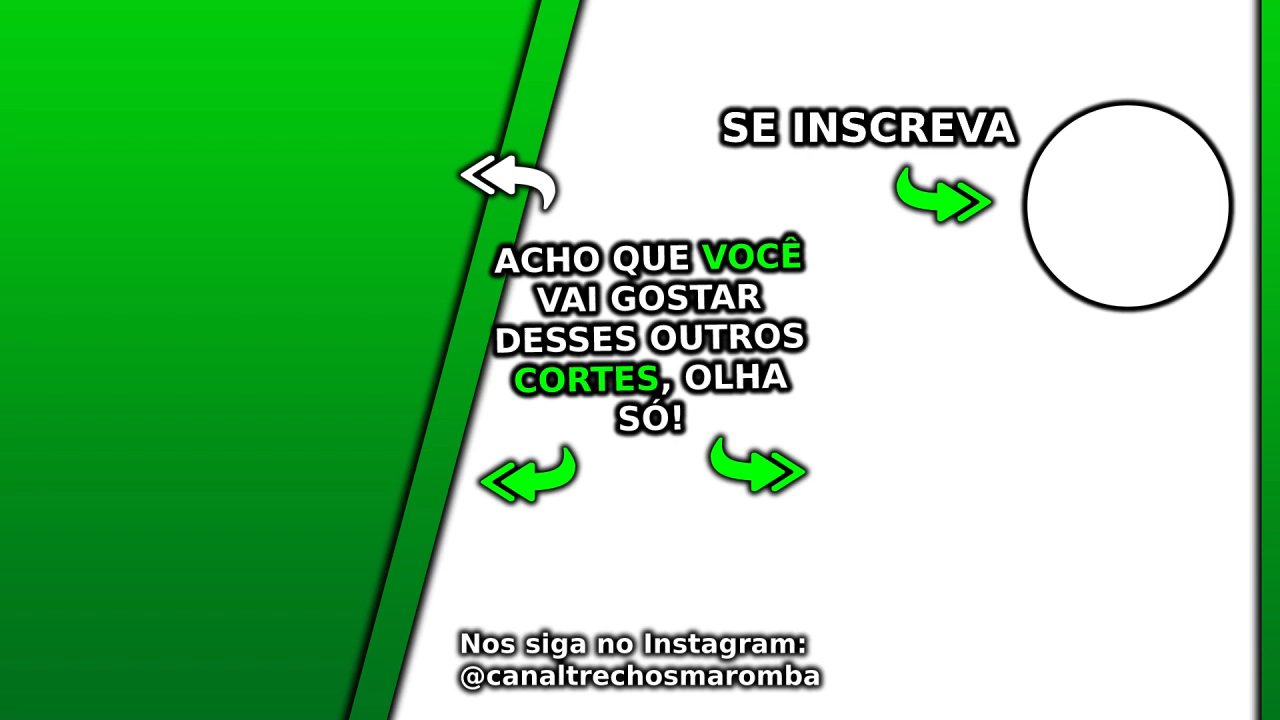 SE INSCREVA
ACHO QUE VOCÊ
VAI GOSTAR
DESSES OUTROS
CORTES, OLHA
SÓ!
Nos siga no Instagram:
@canaltrechosmaromba